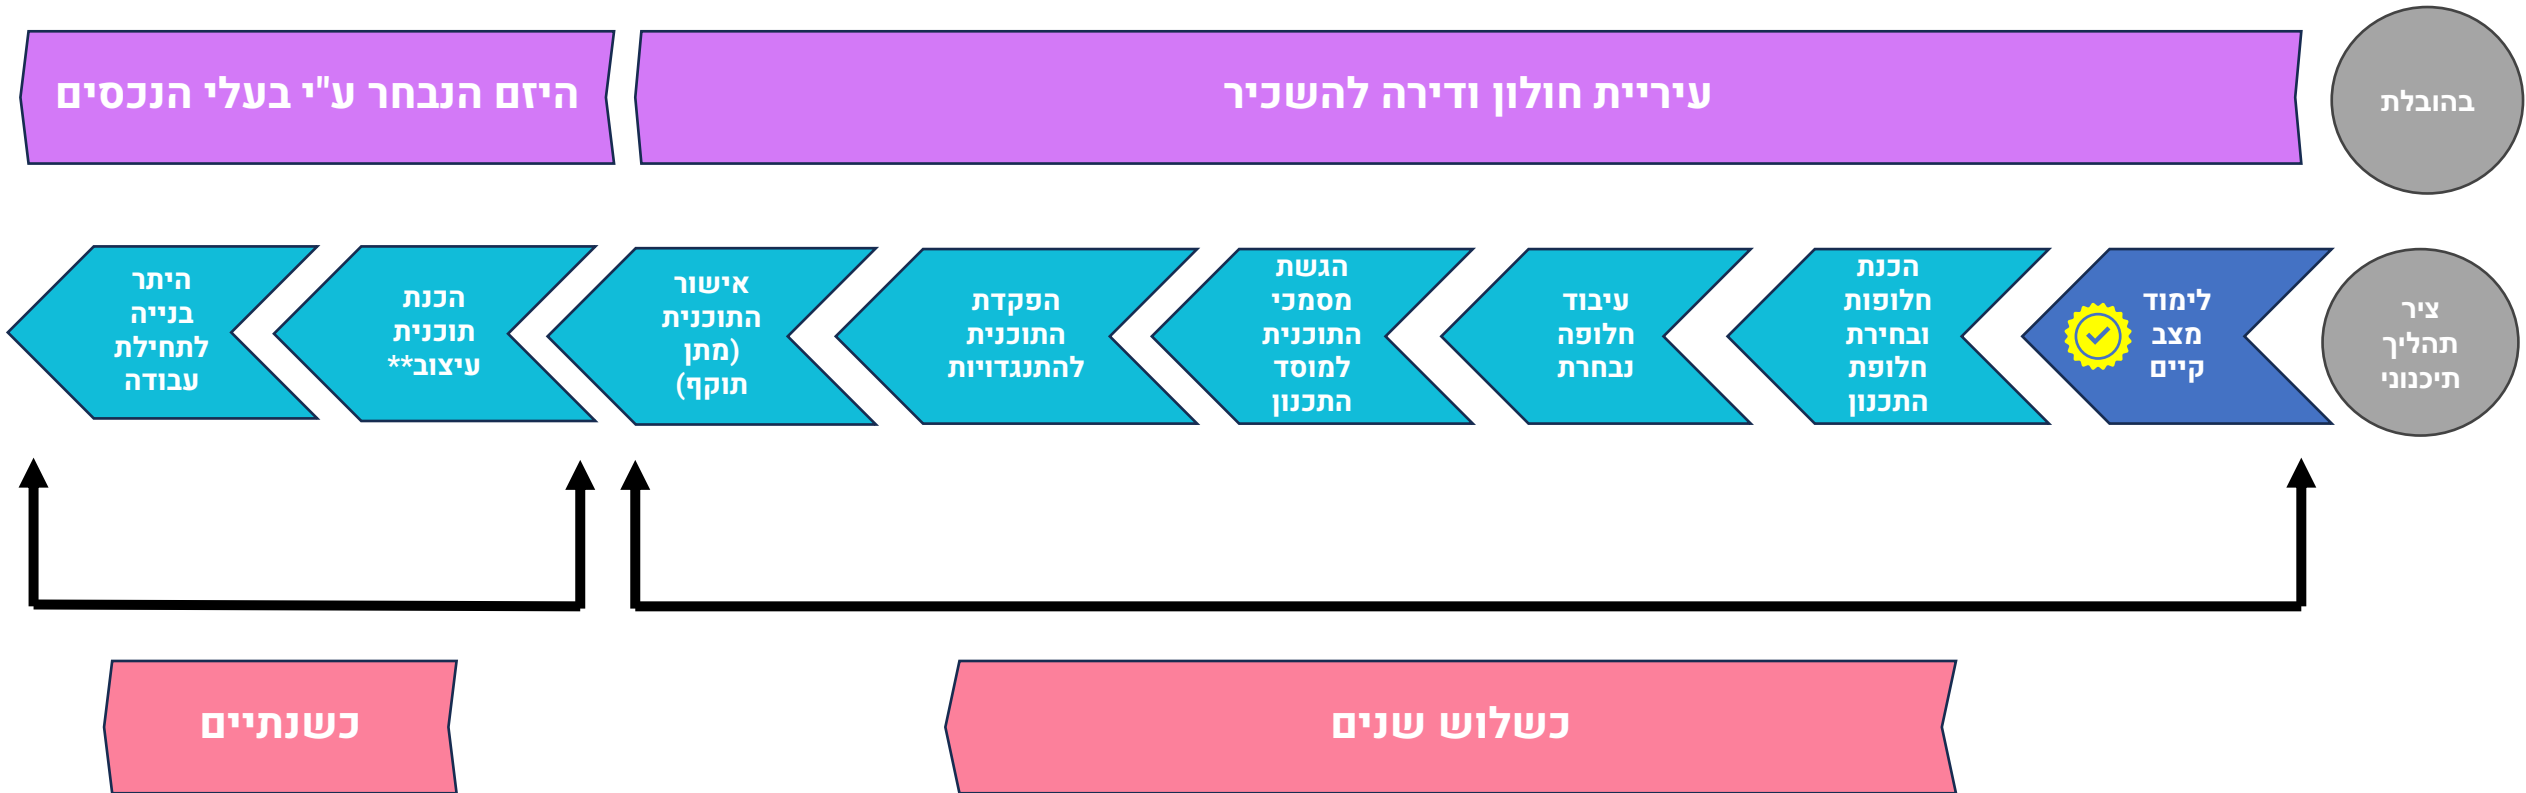 בהובלת
עיריית חולון ודירה להשכיר
היזם הנבחר ע"י בעלי הנכסים
ציר
תהליך
תיכנוני
לימוד
מצב
קיים
הכנת
חלופות
ובחירת
חלופת
התכנון
עיבוד
חלופה
נבחרת
הגשת
מסמכי
התוכנית
למוסד
התכנון
הפקדת
התוכנית
להתנגדויות
אישור
התוכנית
(מתן
תוקף)
הכנת
תוכנית
עיצוב**
היתר
בנייה
לתחילת
עבודה
כשלוש שנים
כשנתיים